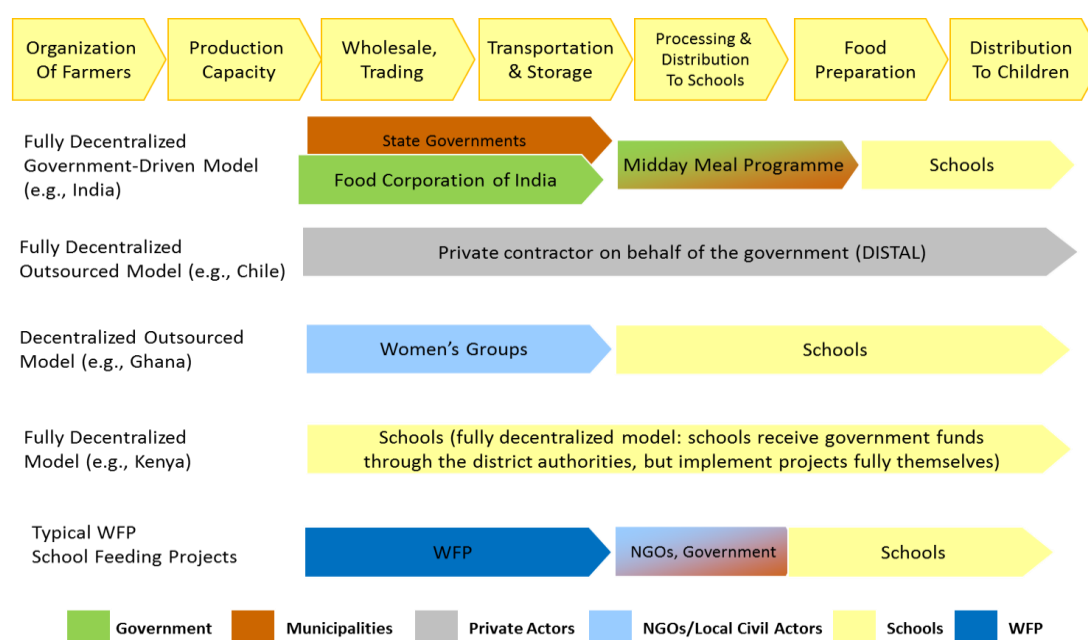 Organization
Of Farmers
Production
Capacity
Wholesale,
Trading
Transportation
& Storage
Processing &
Distribution
To Schools
Food
Preparation
Distribution
To Children
Fully Decentralized
Government-Driven Model
(e.g., India)
State Governments
Food Corporation of India
Midday Meal Programme
Schools
Fully Decentralized
Outsourced Model (e.g., Chile)
Private contractor on behalf of the government (DISTAL)
Decentralized Outsourced
Model (e.g., Ghana)
Women's Groups
Schools
Fully Decentralized
Model (e.g., Kenya)
Schools (fully decentralized model: schools receive government funds
through the district authorities, but implement projects fully themselves)
Typical WFP
School Feeding Projects
WFP
NGOs, Government
Schools
Government
Municipalities
Private Actors
NGOs/Local Civil Actors
Schools
WFP